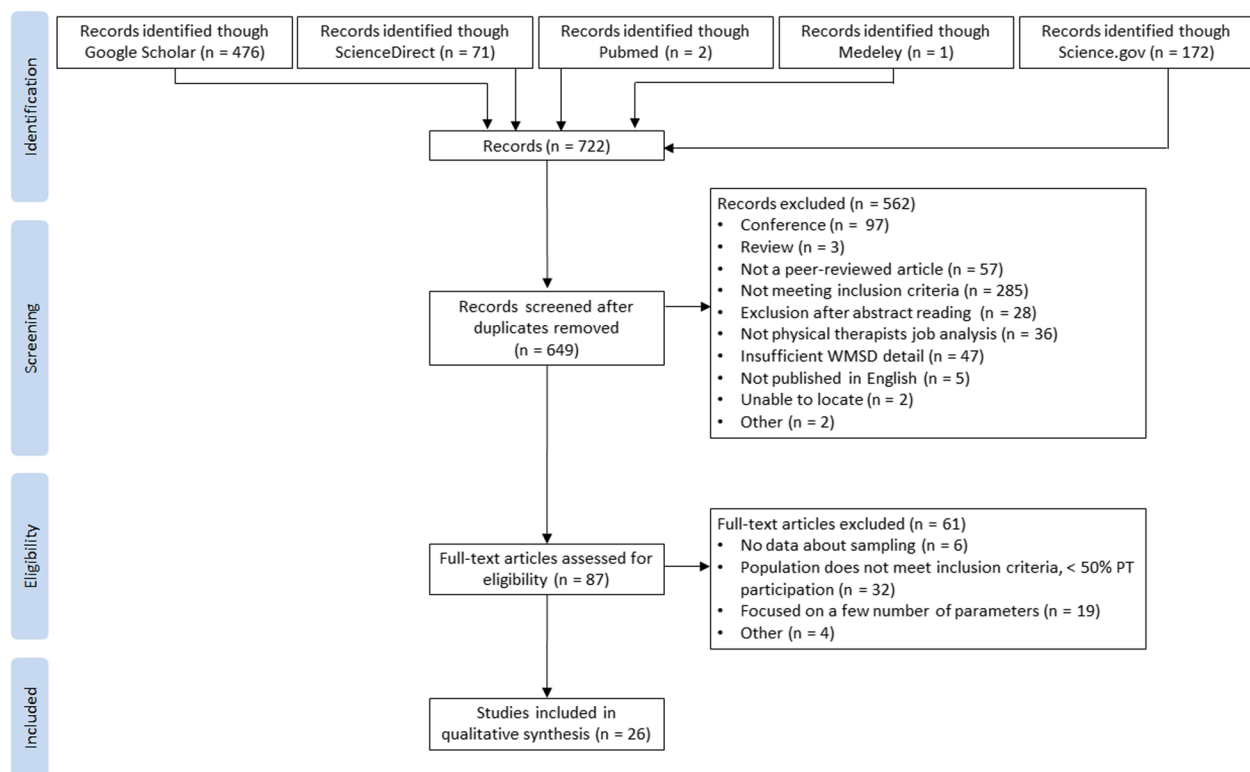 Identification
Records identified though
Google Scholar (n = 476)
Records identified though
ScienceDirect (n = 71)
Records identified though
Pubmed (n = 2)
Records identified though
Medeley (n = 1)
Records identified though
Science.gov (n = 172)
Records (n = 722)
Screening
Records screened after
duplicates removed
(n = 649)
Records excluded (n = 562)
• Conference (n = 97)
• Review (n = 3)
• Not a peer-reviewed article (n = 57)
• Not meeting inclusion criteria (n = 285)
• Exclusion after abstract reading (n = 28)
• Not physical therapists job analysis (n = 36)
• Insufficient WMSD detail (n = 47)
• Not published in English (n = 5)
• Unable to locate (n = 2)
• Other (n = 2)
Eligibility
Full-text articles assessed for
eligibility (n = 87)
Full-text articles excluded (n = 61)
• No data about sampling (n = 6)
• Population does not meet inclusion criteria, < 50% PT
participation (n = 32)
• Focused on a few number of parameters (n = 19)
• Other (n = 4)
Included
Studies included in
qualitative synthesis (n = 26)